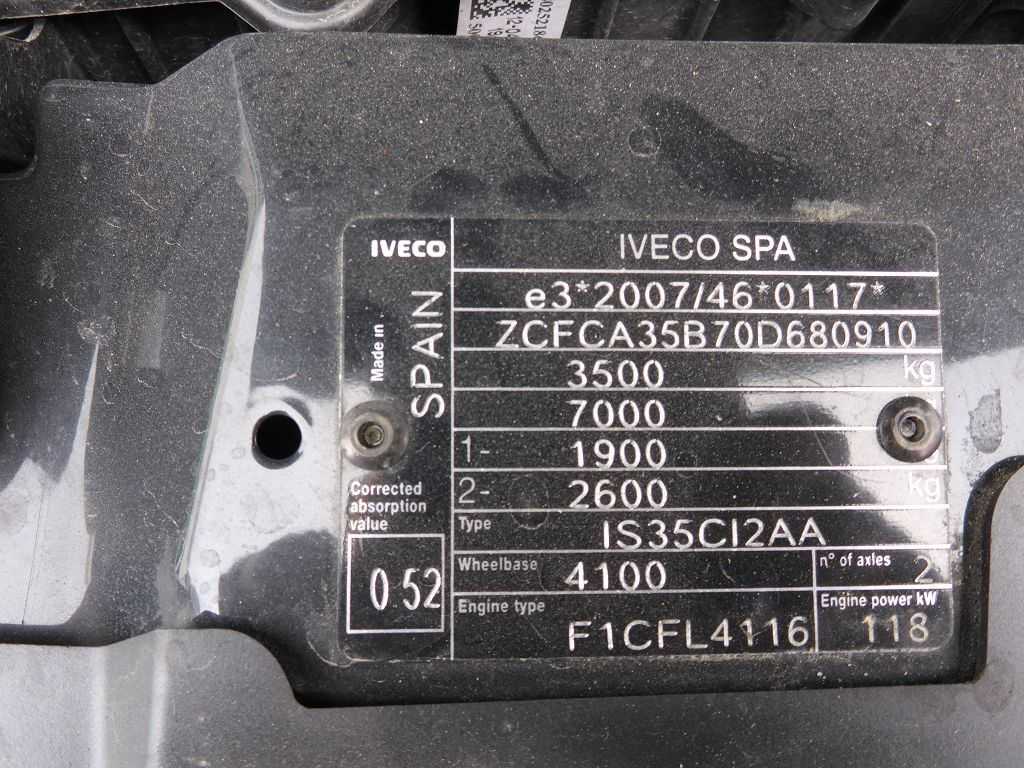 IVECO
IVECO SPA
e3*2007/46*0117*
Made in
SPAIN
ZCFCA35B70D680910
3500 kg
7000
1- 1900
2- 2600 kg
Corrected
absorption
value
0.52
Type IS35CI2AA
Wheelbase 4100
n° of axles 2
Engine type F1CFL4116
Engine power kW
118